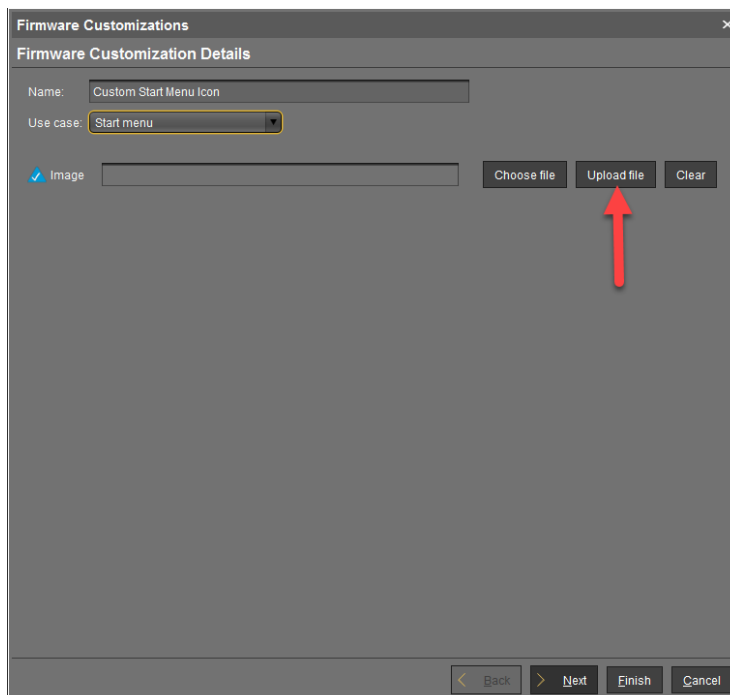 Firmware Customizations
Firmware Customization Details
Name: Custom Start Menu Icon
Use case: Start menu
Image Choose file Upload file Clear
Back Next Finish Cancel